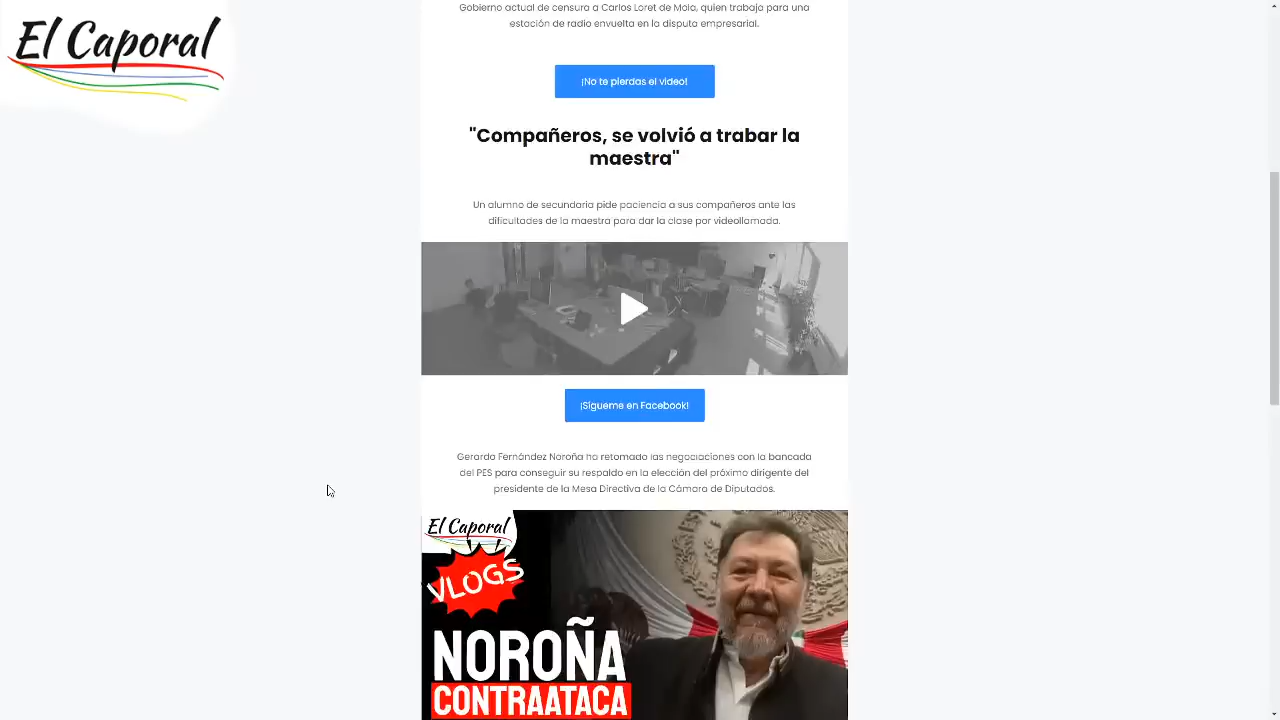 El Caporal
Gobierno actual de censura a Carlos Loret de Mola, quien trabaja para una
estación de radio envuelta en la disputa empresarial.
¡No te pierdas el video!
"Compañeros, se volvió a trabar la
maestra"
Un alumno de secundaria pide paciencia a sus compañeros ante las
dificultades de la maestra para dar la clase por videollamada.
¡Sígueme en Facebook!
Gerardo Fernández Noroña ha retomado las negociaciones con la bancada
del PES para conseguir su respaldo en la elección del próximo dirigente del
presidente de la Mesa Directiva de la Cámara de Diputados.
El Caporal
VLOGS
NOROÑA
CONTRAATACA